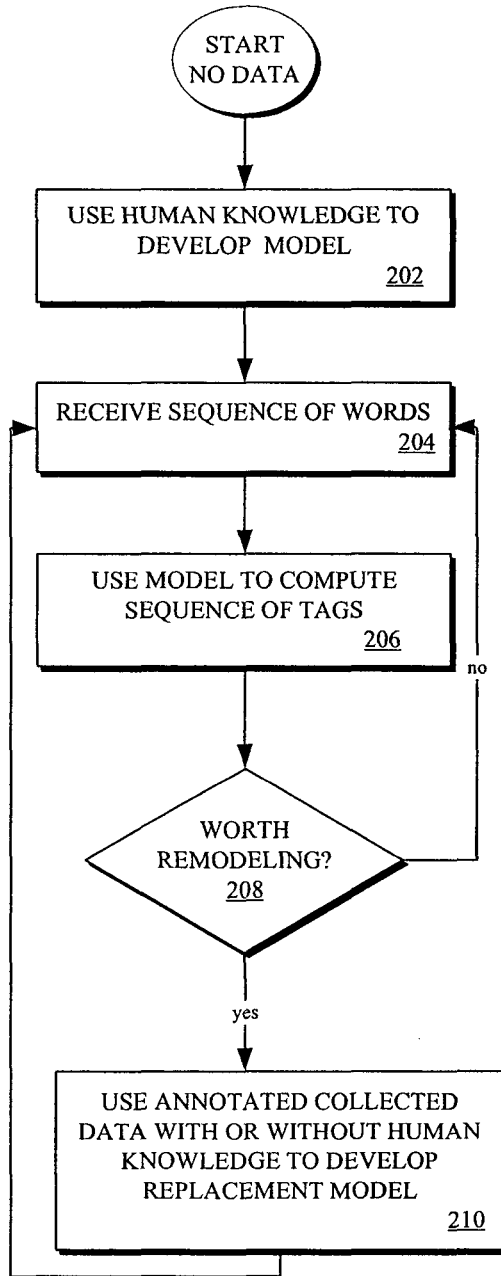 START
NO DATA
USE HUMAN KNOWLEDGE TO
DEVELOP MODEL
202
RECEIVE SEQUENCE OF WORDS
204
USE MODEL TO COMPUTE
SEQUENCE OF TAGS
206
no
WORTH
REMODELING?
208
yes
USE ANNOTATED COLLECTED
DATA WITH OR WITHOUT HUMAN
KNOWLEDGE TO DEVELOP
REPLACEMENT MODEL
210